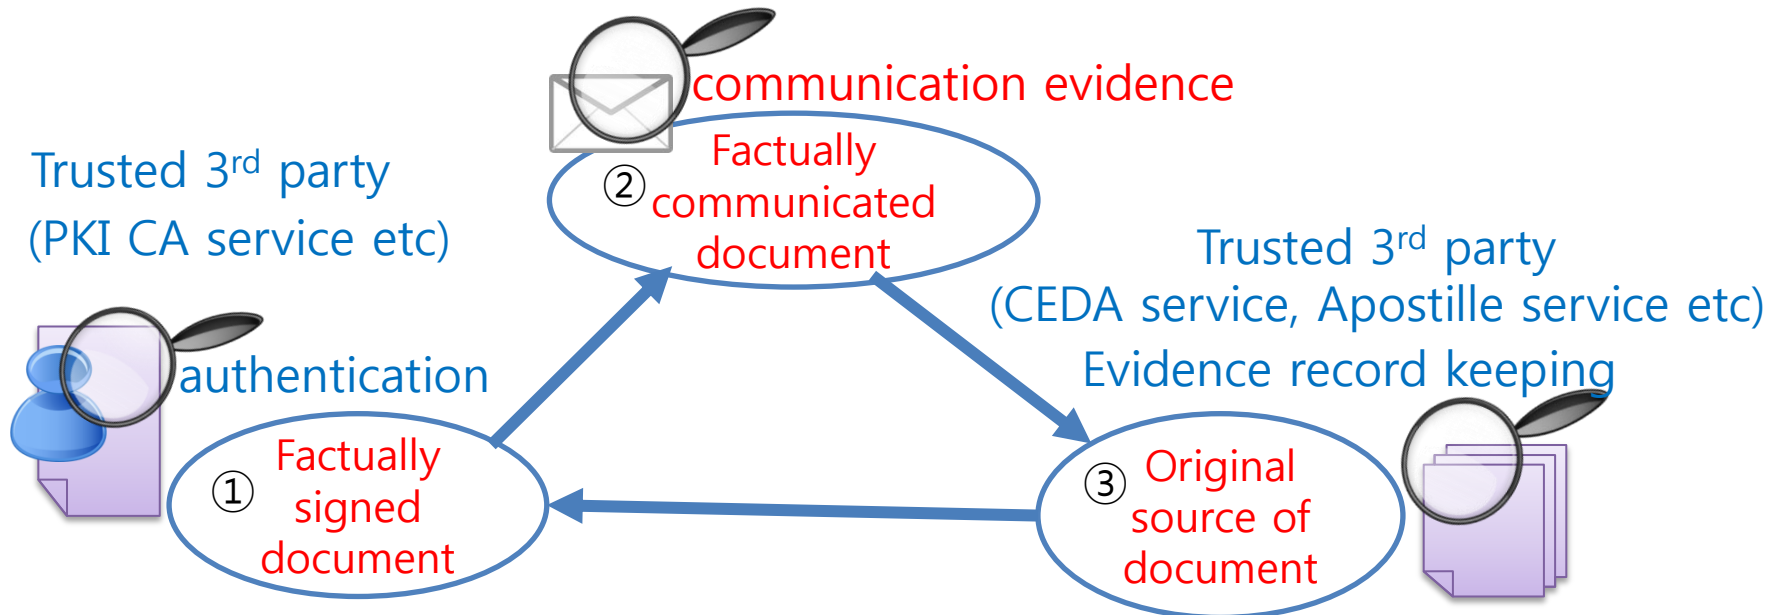 communication evidence
② Factually
communicated
document
Trusted 3rd party
(PKI CA service etc)
authentication
① Factually
signed
document
Trusted 3rd party
(CEDA service, Apostille service etc)
Evidence record keeping
③ Original
source of
document